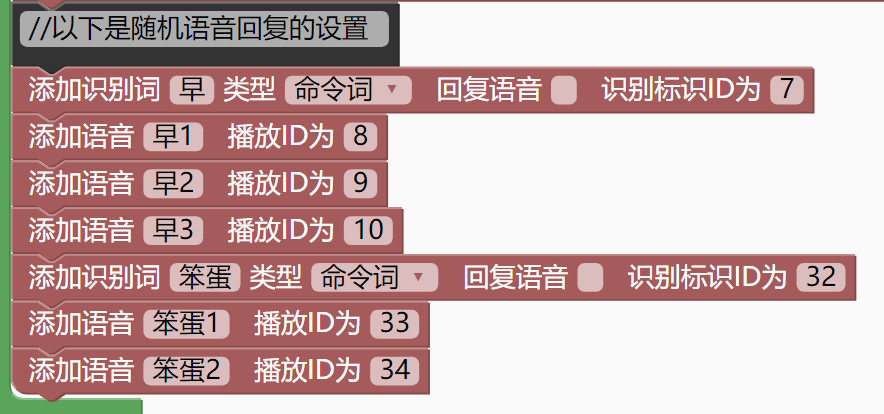 //以下是随机语音回复的设置
添加识别词 早 类型 命令词 回复语音 识别标识ID为 7
添加语音 早1 播放ID为 8
添加语音 早2 播放ID为 9
添加语音 早3 播放ID为 10
添加识别词 笨蛋 类型 命令词 回复语音 识别标识ID为 32
添加语音 笨蛋1 播放ID为 33
添加语音 笨蛋2 播放ID为 34